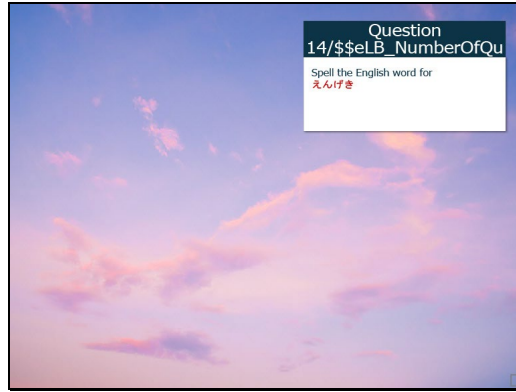 Question
14/$$eLB_NumberOfQu
Spell the English word for
えんげき